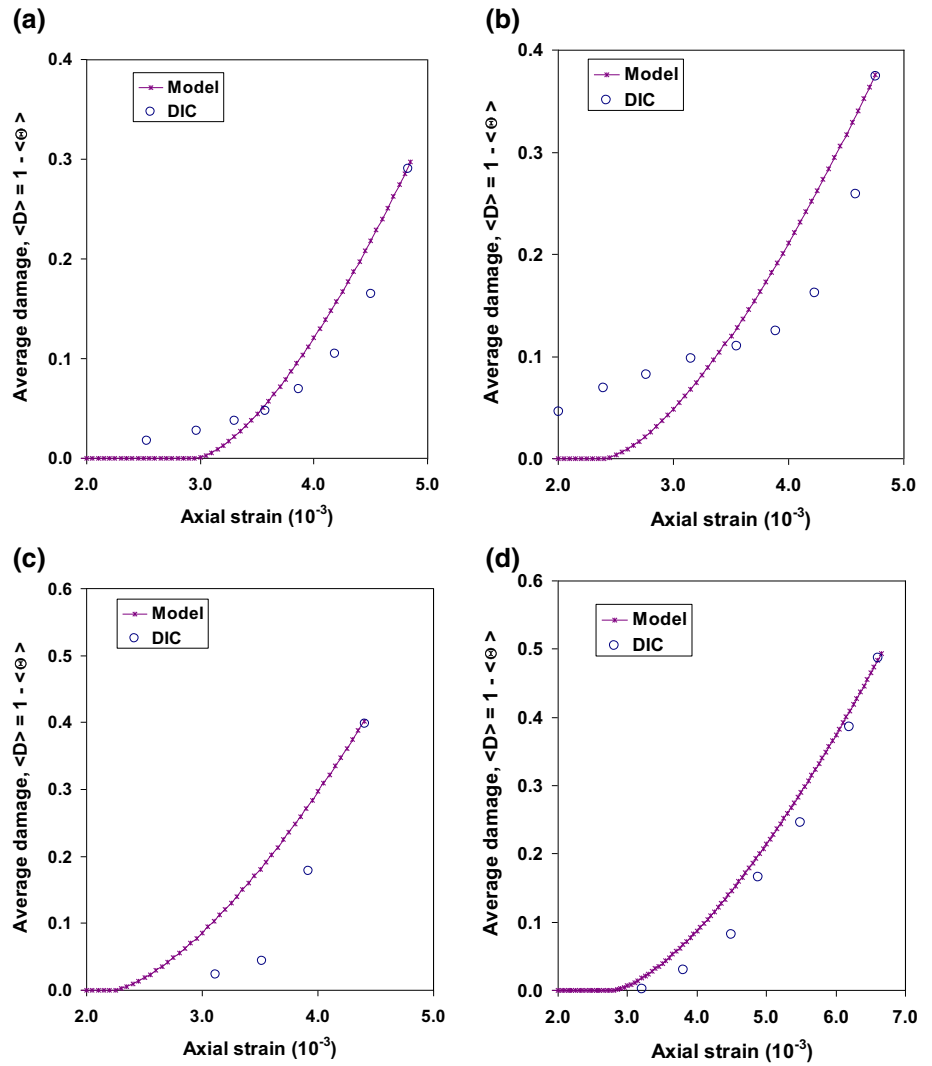 (a)
0.4
0.3
0.2
0.1
0.0
2.0 3.0 4.0 5.0
Axial strain (10⁻³)
Average damage, <D> = 1 - <Θ>
Model
DIC
(b)
0.4
0.3
0.2
0.1
0.0
2.0 3.0 4.0 5.0
Axial strain (10⁻³)
Average damage, <D> = 1 - <Θ>
Model
DIC
(c)
0.6
0.5
0.4
0.3
0.2
0.1
0.0
2.0 3.0 4.0 5.0
Axial strain (10⁻³)
Average damage, <D> = 1 - <Θ>
Model
DIC
(d)
0.6
0.5
0.4
0.3
0.2
0.1
0.0
2.0 3.0 4.0 5.0 6.0 7.0
Axial strain (10⁻³)
Average damage, <D> = 1 - <Θ>
Model
DIC